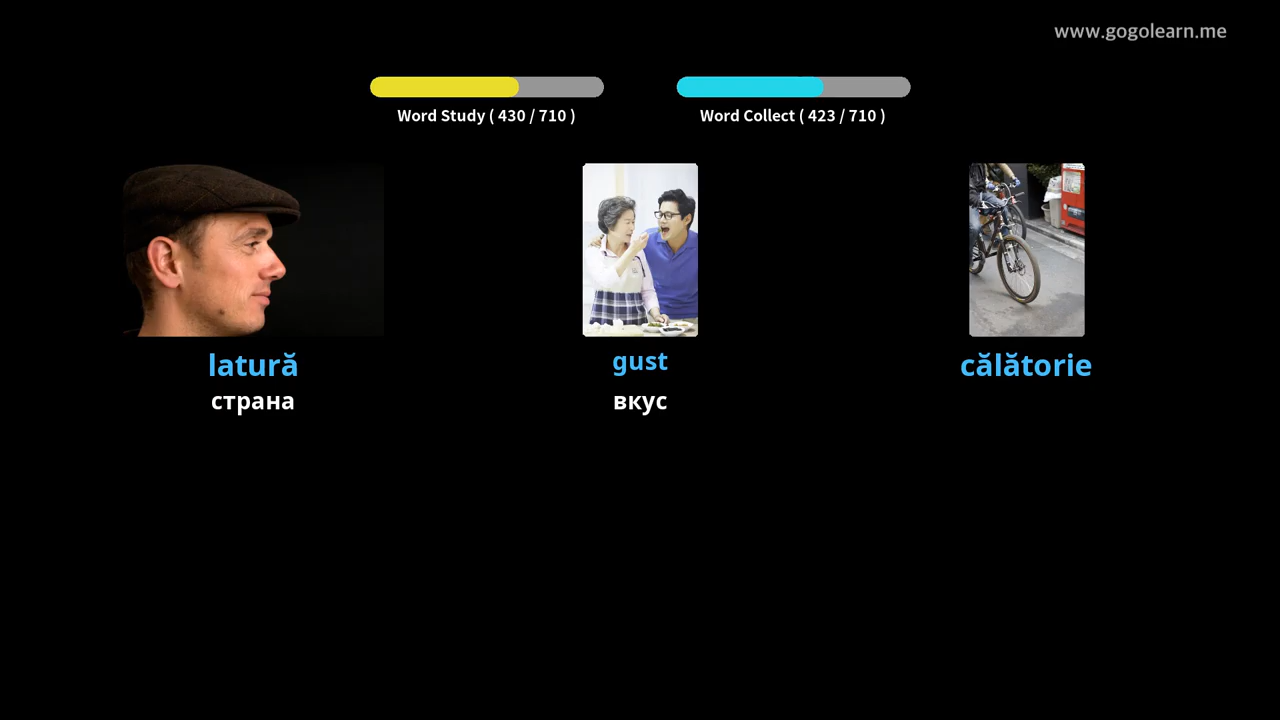 www.gogolearn.me
Word Study ( 430 / 710 )
Word Collect ( 423 / 710 )
latură
страна
gust
вкус
călătorie